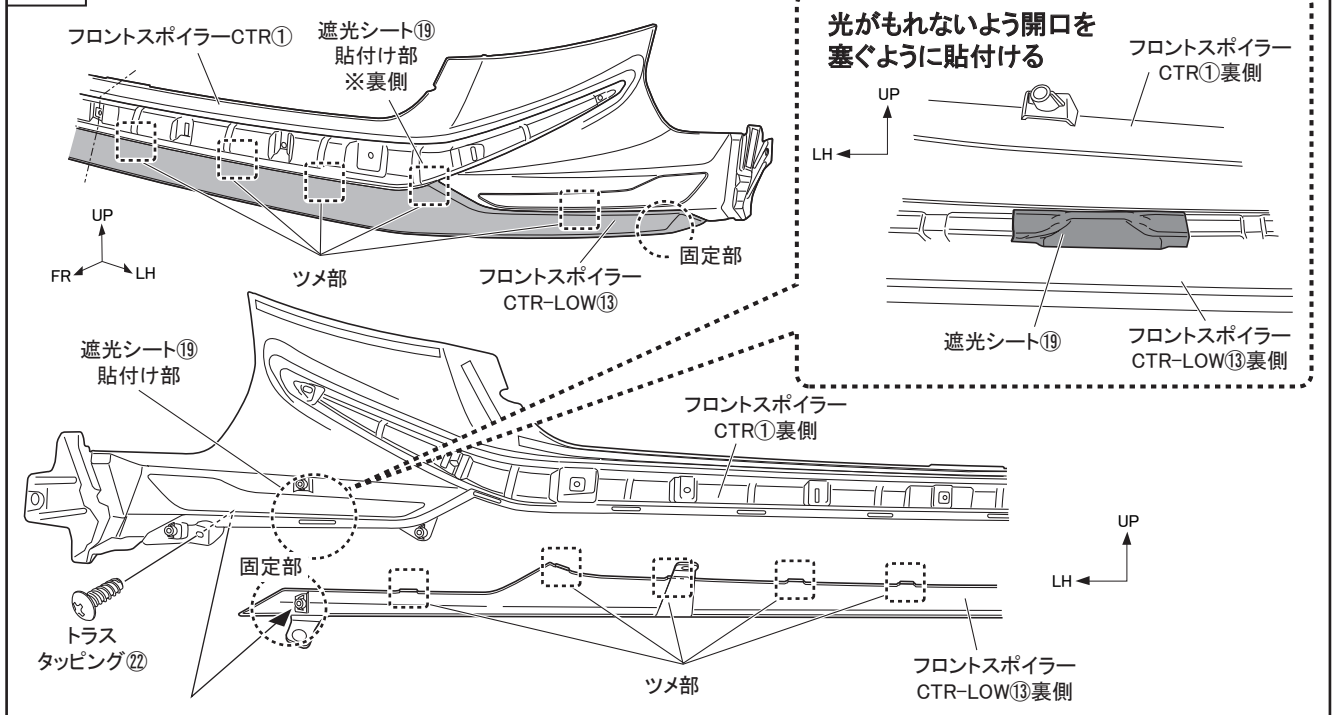 フロントスポイラーCTR①
遮光シート⑲
貼付け部
※裏側
UP
FR
LH
ツメ部
フロントスポイラー
CTR-LOW⑬
固定部
光がもれないよう開口を
塞ぐように貼付ける
フロントスポイラー
CTR①裏側
UP
LH
遮光シート⑲
フロントスポイラー
CTR-LOW⑬裏側
遮光シート⑲
貼付け部
フロントスポイラー
CTR①裏側
UP
LH
固定部
トラス
タッピング㉒
ツメ部
フロントスポイラー
CTR-LOW⑬裏側